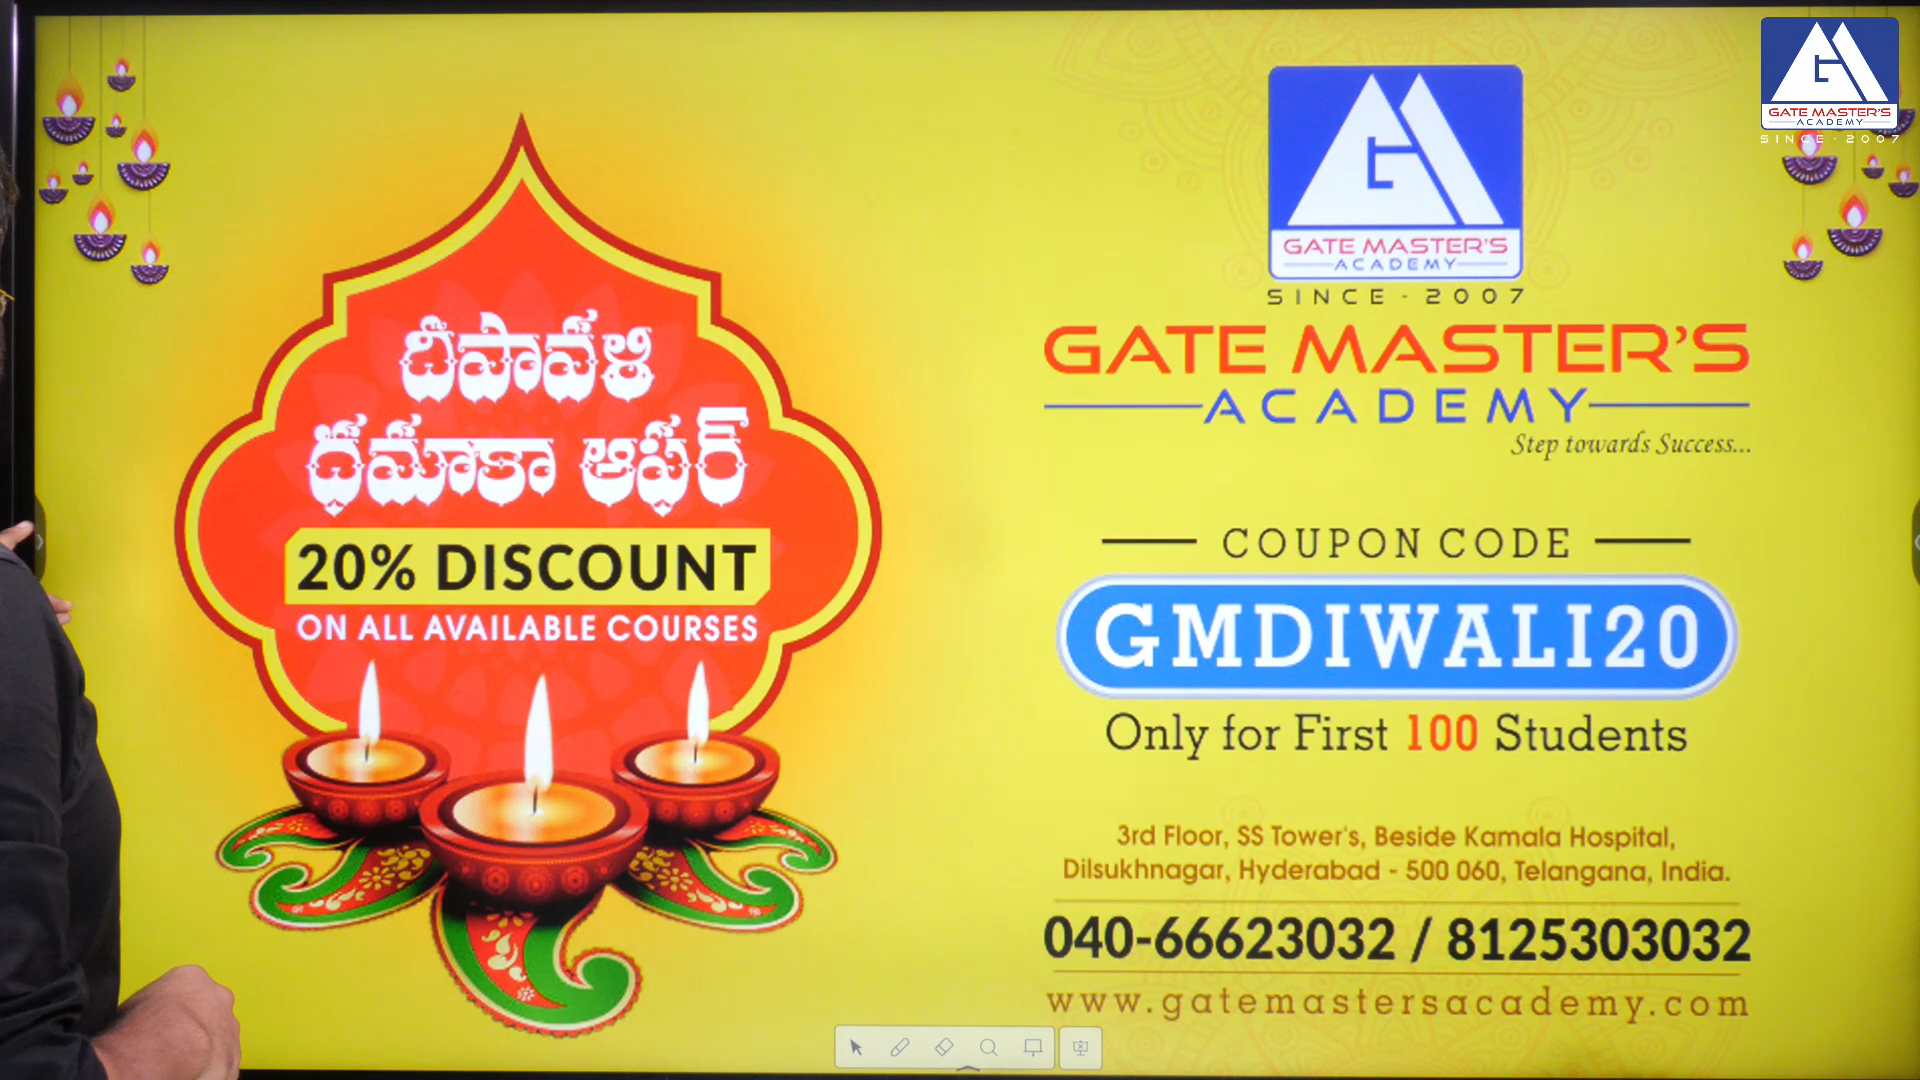 దీపావళి
ధమాకా ఆఫర్
20% DISCOUNT
ON ALL AVAILABLE COURSES
GATE MASTER'S
ACADEMY
SINCE - 2007
GATE MASTER'S
ACADEMY
Step towards Success...
COUPON CODE
GMDIWALI20
Only for First 100 Students
3rd Floor, SS Tower's, Beside Kamala Hospital,
Dilsukhnagar, Hyderabad - 500 060, Telangana, India.
040-66623032 / 8125303032
www.gatemastersacademy.com
GATE MASTER'S
ACADEMY
SINCE - 2007